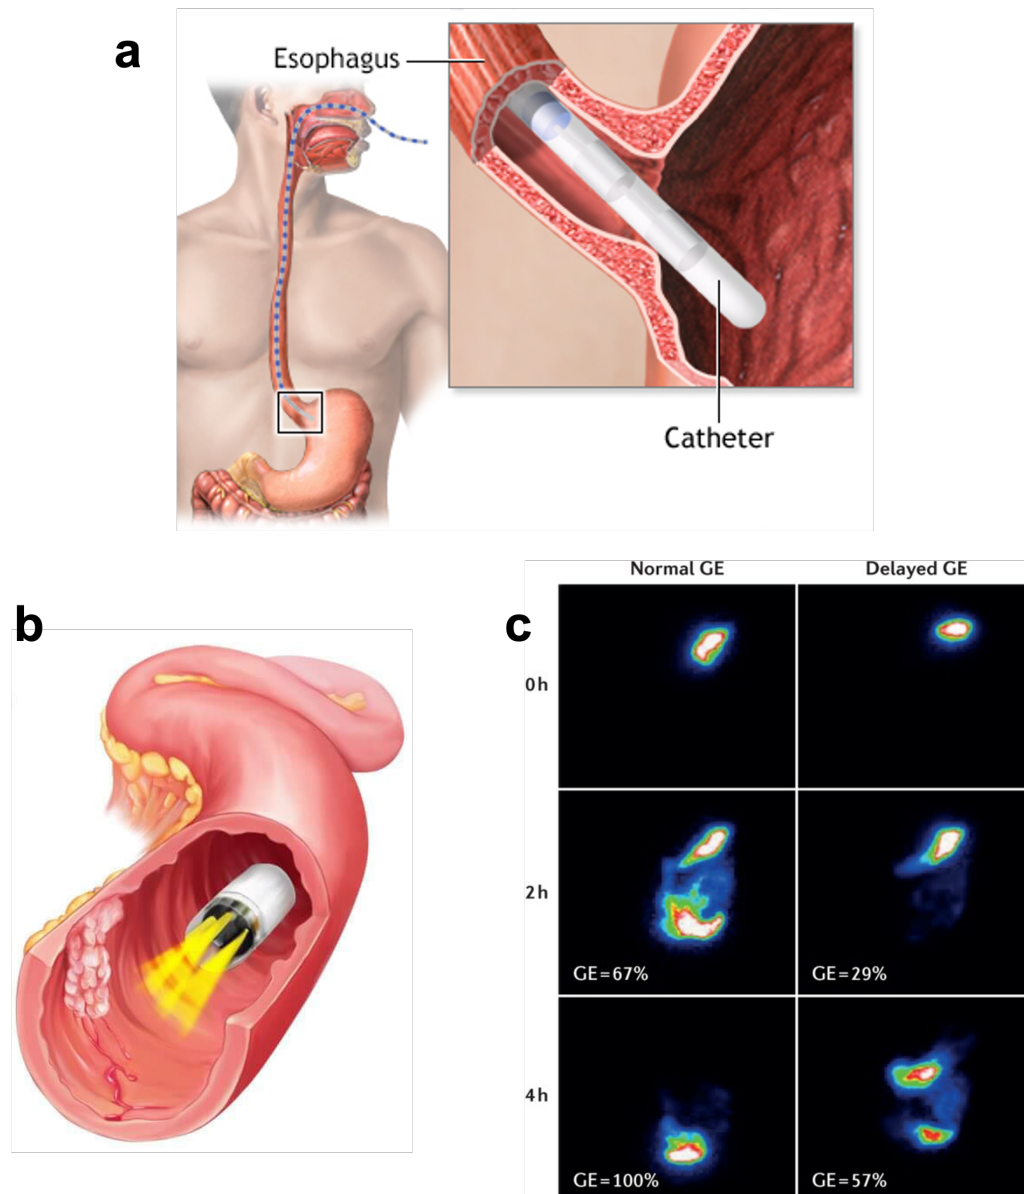 a
Esophagus
Catheter
b
c
Normal GE
Delayed GE
0h
2h
GE=67%
GE=29%
4h
GE=100%
GE=57%